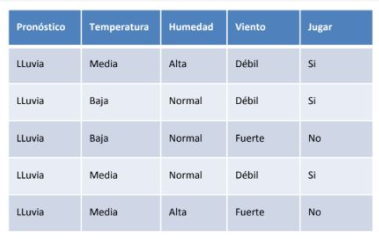 Pronóstico Temperatura Humedad Viento Jugar
LLuvia Media Alta Débil Si
LLuvia Baja Normal Débil Si
LLuvia Baja Normal Fuerte No
LLuvia Media Normal Débil Si
LLuvia Media Alta Fuerte No